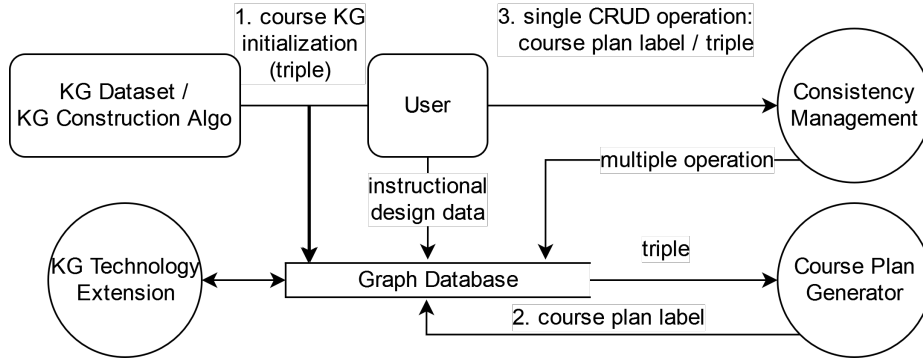 1. course KG
initialization
(triple)
3. single CRUD operation:
course plan label / triple
KG Dataset /
KG Construction Algo
User
Consistency
Management
multiple operation
instructional
design data
KG Technology
Extension
Graph Database
triple
Course Plan
Generator
2. course plan label